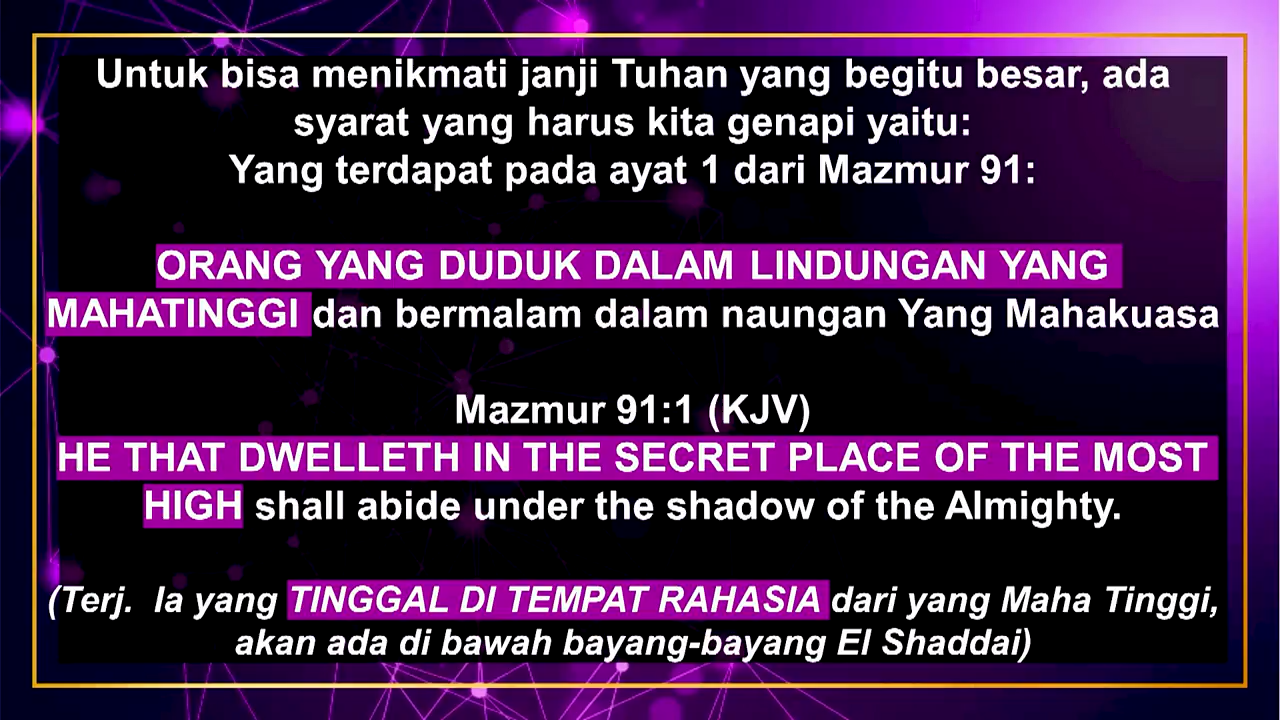 Untuk bisa menikmati janji Tuhan yang begitu besar, ada
syarat yang harus kita genapi yaitu:
Yang terdapat pada ayat 1 dari Mazmur 91:
ORANG YANG DUDUK DALAM LINDUNGAN YANG
MAHATINGGI dan bermalam dalam naungan Yang Mahakuasa
Mazmur 91:1 (KJV)
HE THAT DWELLETH IN THE SECRET PLACE OF THE MOST
HIGH shall abide under the shadow of the Almighty.
(Terj.  Ia yang TINGGAL DI TEMPAT RAHASIA dari yang Maha Tinggi,
akan ada di bawah bayang-bayang El Shaddai)